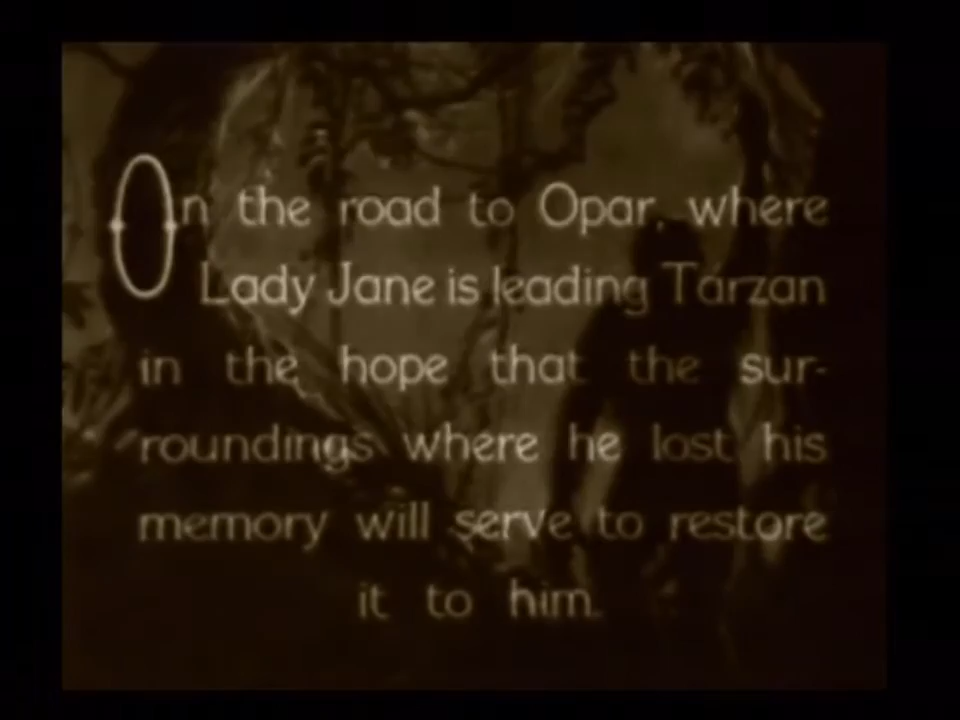 On the road to Opar, where
Lady Jane is leading Tarzan
in the hope that the sur-
roundings where he lost his
memory will serve to restore
it to him.